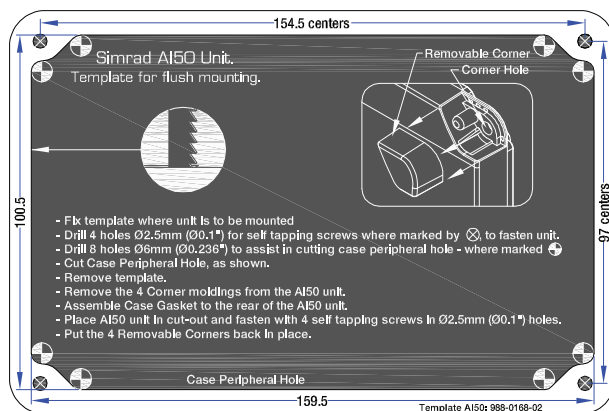 154.5 centers
Simrad AI50 Unit.
Template for flush mounting.
Removable Corner
Corner Hole
100.5
97 centers
- Fix template where unit is to be mounted
- Drill 4 holes Ø2.5mm (Ø0.1") for self tapping screws where marked by ⊗, to fasten unit.
- Drill 8 holes Ø6mm (Ø0.236") to assist in cutting case peripheral hole - where marked
- Cut Case Peripheral Hole, as shown.
- Remove template.
- Remove the 4 Corner moldings from the AI50 unit.
- Assemble Case Gasket to the rear of the AI50 unit.
- Place AI50 unit in cut-out and fasten with 4 self tapping screws in Ø2.5mm (Ø0.1") holes.
- Put the 4 Removable Corners back in place.
Case Peripheral Hole
159.5
Template AI50: 988-0168-02